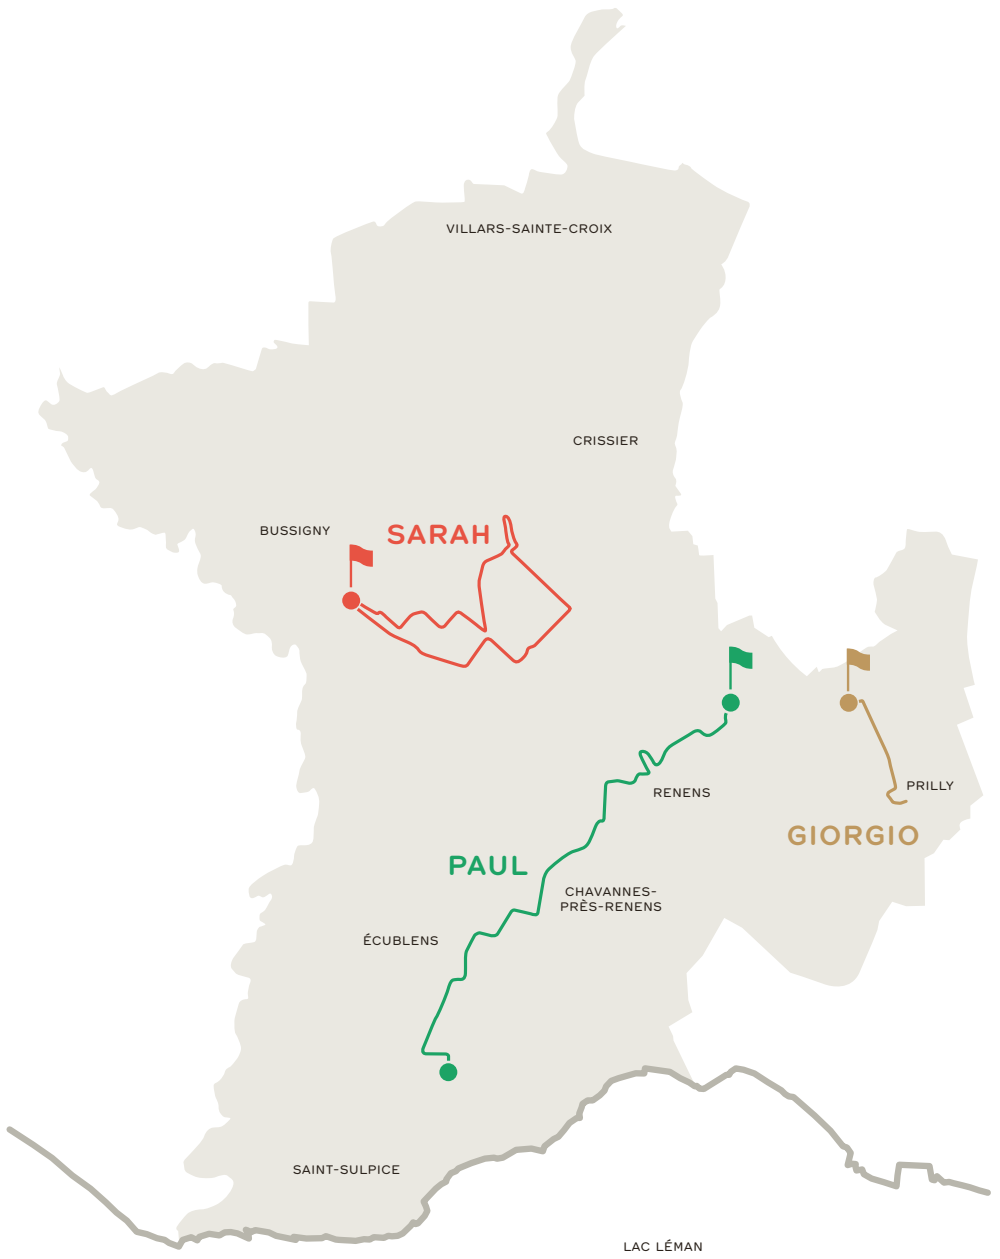 VILLARS-SAINTE-CROIX
CRISSIER
BUSSIGNY
SARAH
PRILLY
RENENS
GIORGIO
PAUL
CHAVANNES-
PRÈS-RENENS
ÉCUBLENS
SAINT-SULPICE
LAC LÉMAN